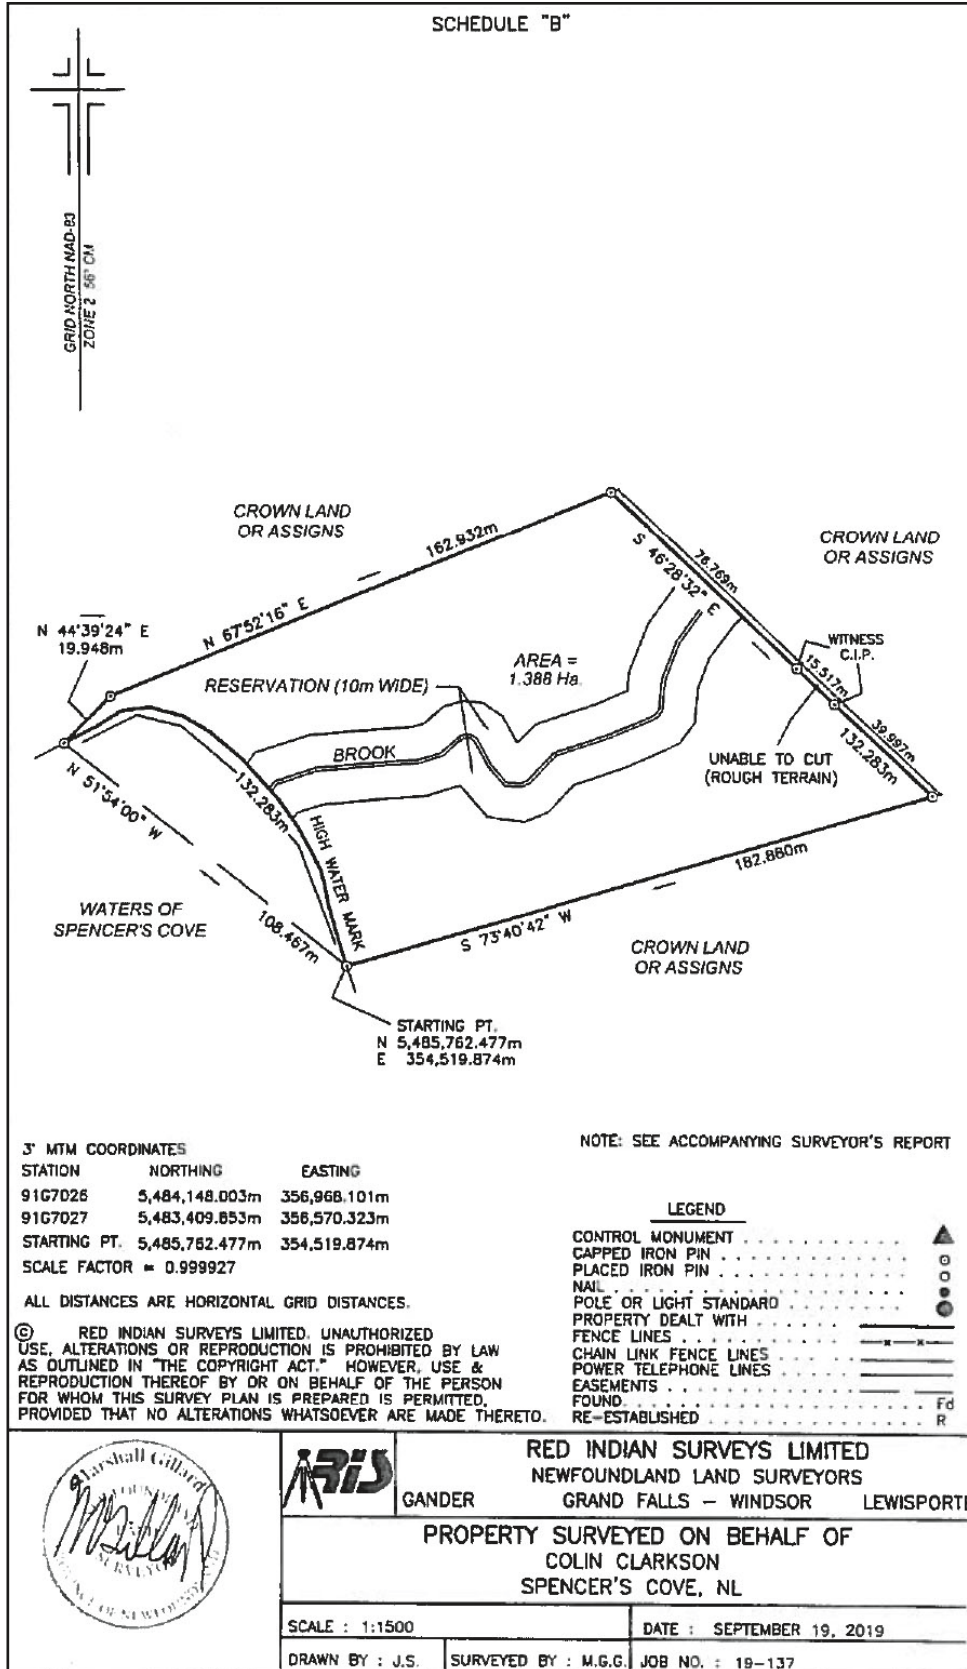 SCHEDULE "B"
GRID NORTH NAD-83
ZONE 2 56° CM
CROWN LAND
OR ASSIGNS
162.932m
N 67°52'16" E
N 44°39'24" E
19.948m
S 46°28'32" E
76.769m
CROWN LAND
OR ASSIGNS
WITNESS
C.I.P.
15.517m
39.997m
132.283m
AREA =
1.388 Ha.
RESERVATION (10m WIDE)
BROOK
UNABLE TO CUT
(ROUGH TERRAIN)
N 51°54'00" W
132.283m
HIGH WATER MARK
108.467m
182.880m
S 73°40'42" W
WATERS OF
SPENCER'S COVE
CROWN LAND
OR ASSIGNS
STARTING PT.
N 5,485,762.477m
E 354,519.874m
3° MTM COORDINATES
STATION NORTHING EASTING
91G7026 5,484,148.003m 356,968.101m
91G7027 5,483,409.853m 356,570.323m
STARTING PT. 5,485,762.477m 354,519.874m
SCALE FACTOR = 0.999927
ALL DISTANCES ARE HORIZONTAL GRID DISTANCES.
© RED INDIAN SURVEYS LIMITED. UNAUTHORIZED
USE, ALTERATIONS OR REPRODUCTION IS PROHIBITED BY LAW
AS OUTLINED IN "THE COPYRIGHT ACT." HOWEVER, USE &
REPRODUCTION THEREOF BY OR ON BEHALF OF THE PERSON
FOR WHOM THIS SURVEY PLAN IS PREPARED IS PERMITTED,
PROVIDED THAT NO ALTERATIONS WHATSOEVER ARE MADE THERETO.
NOTE: SEE ACCOMPANYING SURVEYOR'S REPORT
LEGEND
CONTROL MONUMENT
CAPPED IRON PIN
PLACED IRON PIN
NAIL
POLE OR LIGHT STANDARD
PROPERTY DEALT WITH
FENCE LINES
CHAIN LINK FENCE LINES
POWER TELEPHONE LINES
EASEMENTS
FOUND Fd
RE-ESTABLISHED R
Marshall Gillard
SURVEYOR
RIS
RED INDIAN SURVEYS LIMITED
NEWFOUNDLAND LAND SURVEYORS
GANDER GRAND FALLS - WINDSOR LEWISPORTE
PROPERTY SURVEYED ON BEHALF OF
COLIN CLARKSON
SPENCER'S COVE, NL
SCALE : 1:1500
DATE : SEPTEMBER 19, 2019
DRAWN BY : J.S. SURVEYED BY : M.G.G. JOB NO. : 19-137